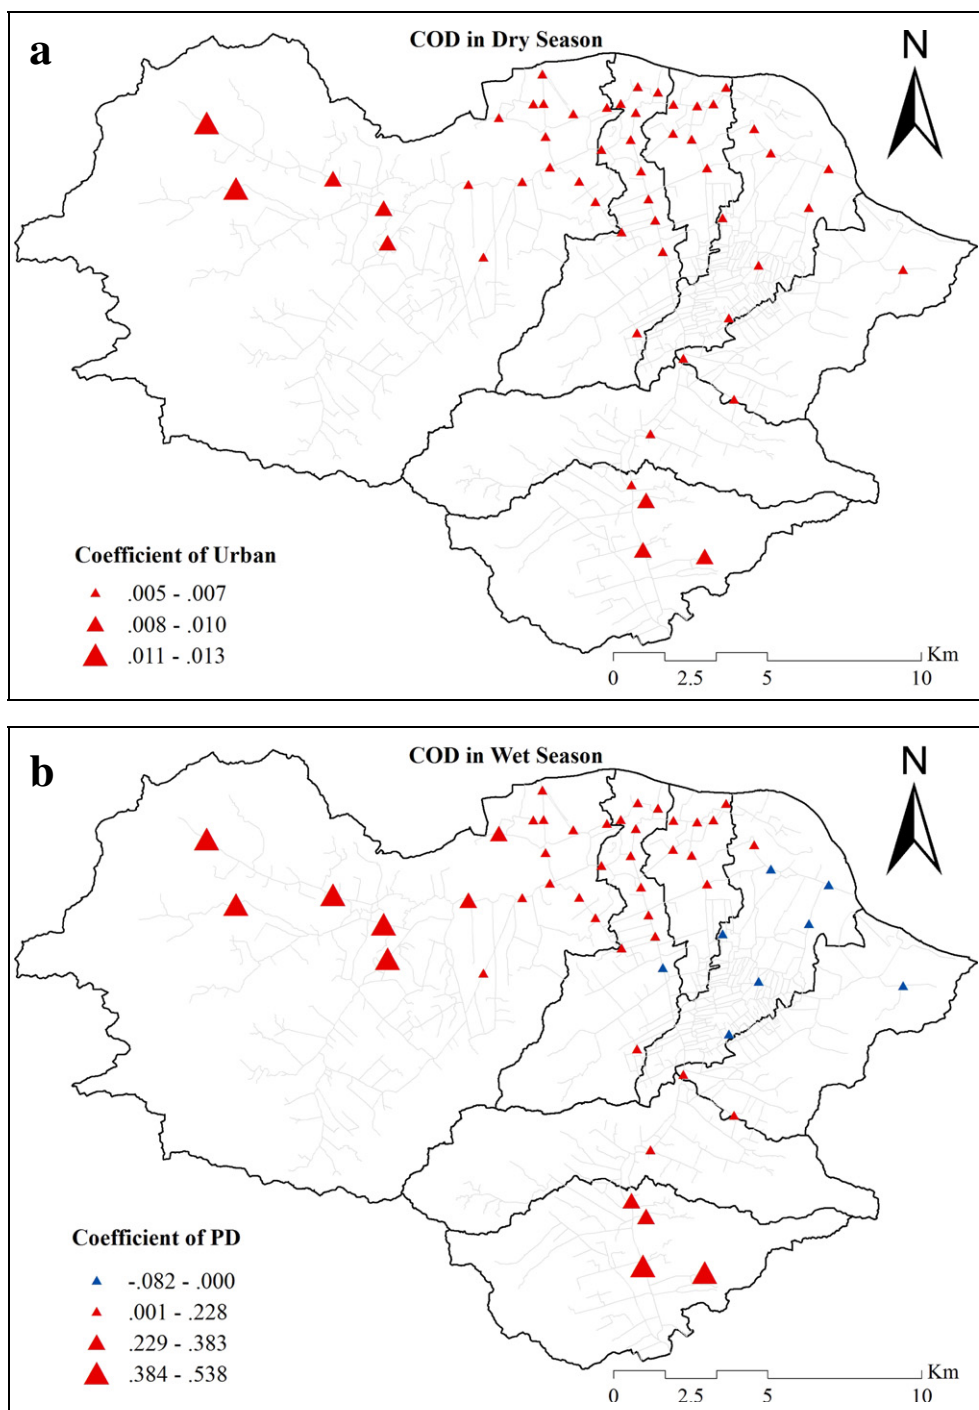 a
COD in Dry Season
N
Coefficient of Urban
.005 - .007
.008 - .010
.011 - .013
Km
0 2.5 5 10
b
COD in Wet Season
N
Coefficient of PD
-.082 - .000
.001 - .228
.229 - .383
.384 - .538
Km
0 2.5 5 10